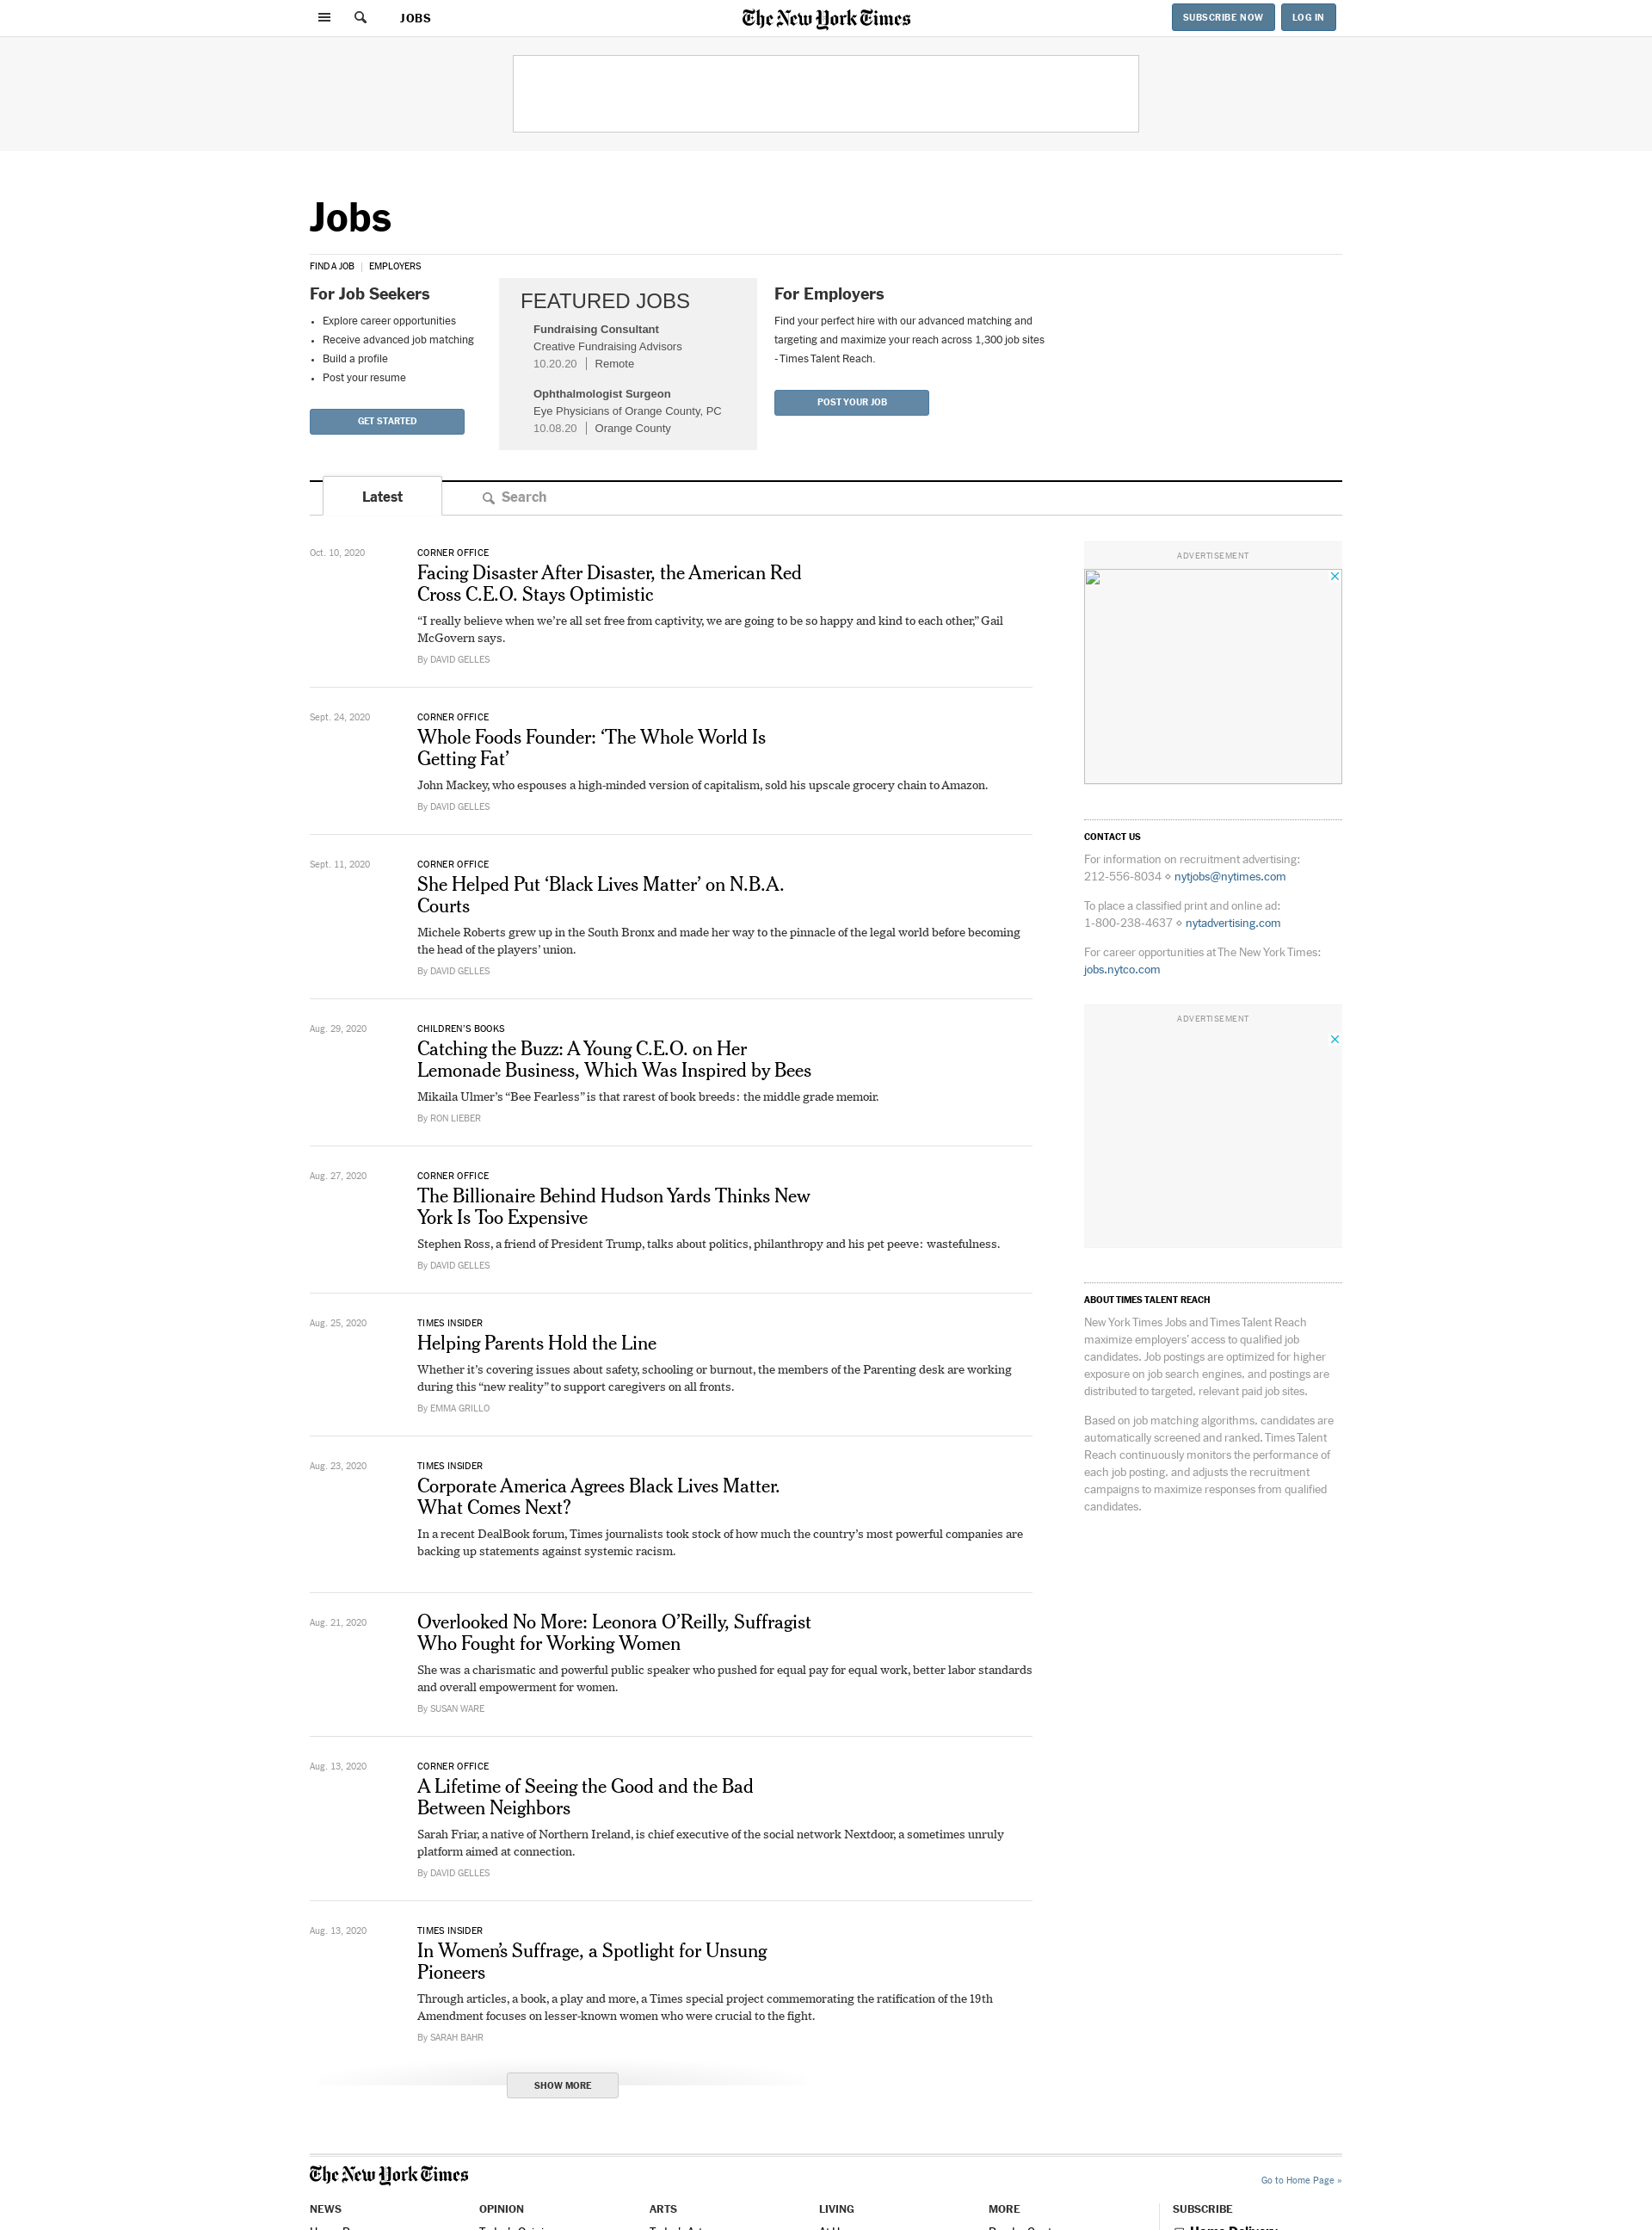 JOBS
The New York Times
SUBSCRIBE NOW
LOG IN
Jobs
FIND A JOB
EMPLOYERS
For Job Seekers
Explore career opportunities
Receive advanced job matching
Build a profile
Post your resume
GET STARTED
FEATURED JOBS
Fundraising Consultant
Creative Fundraising Advisors
10.20.20 | Remote
Ophthalmologist Surgeon
Eye Physicians of Orange County, PC
10.08.20 | Orange County
For Employers
Find your perfect hire with our advanced matching and
targeting and maximize your reach across 1,300 job sites
- Times Talent Reach.
POST YOUR JOB
Latest
Search
Oct. 10, 2020
CORNER OFFICE
Facing Disaster After Disaster, the American Red
Cross C.E.O. Stays Optimistic
“I really believe when we’re all set free from captivity, we are going to be so happy and kind to each other,” Gail
McGovern says.
By DAVID GELLES
Sept. 24, 2020
CORNER OFFICE
Whole Foods Founder: ‘The Whole World Is
Getting Fat’
John Mackey, who espouses a high-minded version of capitalism, sold his upscale grocery chain to Amazon.
By DAVID GELLES
Sept. 11, 2020
CORNER OFFICE
She Helped Put ‘Black Lives Matter’ on N.B.A.
Courts
Michele Roberts grew up in the South Bronx and made her way to the pinnacle of the legal world before becoming
the head of the players’ union.
By DAVID GELLES
Aug. 29, 2020
CHILDREN’S BOOKS
Catching the Buzz: A Young C.E.O. on Her
Lemonade Business, Which Was Inspired by Bees
Mikaila Ulmer’s “Bee Fearless” is that rarest of book breeds: the middle grade memoir.
By RON LIEBER
Aug. 27, 2020
CORNER OFFICE
The Billionaire Behind Hudson Yards Thinks New
York Is Too Expensive
Stephen Ross, a friend of President Trump, talks about politics, philanthropy and his pet peeve: wastefulness.
By DAVID GELLES
Aug. 25, 2020
TIMES INSIDER
Helping Parents Hold the Line
Whether it’s covering issues about safety, schooling or burnout, the members of the Parenting desk are working
during this “new reality” to support caregivers on all fronts.
By EMMA GRILLO
Aug. 23, 2020
TIMES INSIDER
Corporate America Agrees Black Lives Matter.
What Comes Next?
In a recent DealBook forum, Times journalists took stock of how much the country’s most powerful companies are
backing up statements against systemic racism.
Aug. 21, 2020
Overlooked No More: Leonora O’Reilly, Suffragist
Who Fought for Working Women
She was a charismatic and powerful public speaker who pushed for equal pay for equal work, better labor standards
and overall empowerment for women.
By SUSAN WARE
Aug. 13, 2020
CORNER OFFICE
A Lifetime of Seeing the Good and the Bad
Between Neighbors
Sarah Friar, a native of Northern Ireland, is chief executive of the social network Nextdoor, a sometimes unruly
platform aimed at connection.
By DAVID GELLES
Aug. 13, 2020
TIMES INSIDER
In Women’s Suffrage, a Spotlight for Unsung
Pioneers
Through articles, a book, a play and more, a Times special project commemorating the ratification of the 19th
Amendment focuses on lesser-known women who were crucial to the fight.
By SARAH BAHR
SHOW MORE
ADVERTISEMENT
CONTACT US
For information on recruitment advertising:
212-556-8034 ⋄ nytjobs@nytimes.com
To place a classified print and online ad:
1-800-238-4637 ⋄ nytadvertising.com
For career opportunities at The New York Times:
jobs.nytco.com
ADVERTISEMENT
ABOUT TIMES TALENT REACH
New York Times Jobs and Times Talent Reach
maximize employers’ access to qualified job
candidates. Job postings are optimized for higher
exposure on job search engines, and postings are
distributed to targeted, relevant paid job sites.
Based on job matching algorithms, candidates are
automatically screened and ranked. Times Talent
Reach continuously monitors the performance of
each job posting, and adjusts the recruitment
campaigns to maximize responses from qualified
candidates.
The New York Times
Go to Home Page »
NEWS
OPINION
ARTS
LIVING
MORE
SUBSCRIBE